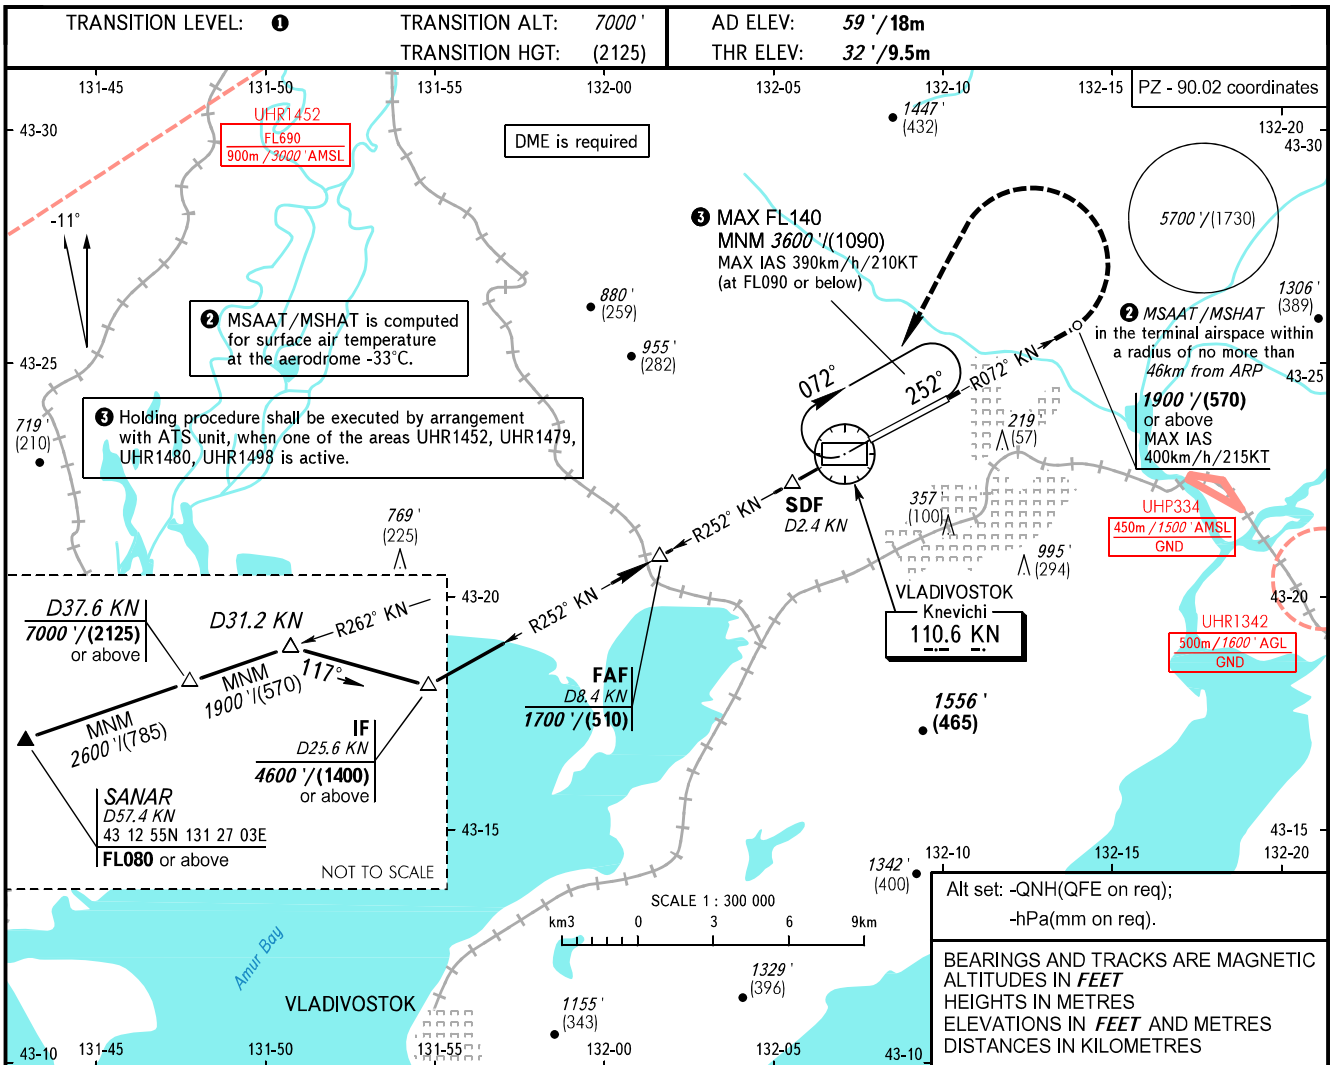 TRANSITION LEVEL: ❶
TRANSITION ALT: 7000 '
TRANSITION HGT: (2125)
AD ELEV: 59 '/18m
THR ELEV: 32 '/9.5m
131-45
131-50
131-55
132-00
132-05
132-10
132-15
PZ - 90.02 coordinates
132-20
43-30
43-30
UHR1452
FL690
900m/3000 'AMSL
DME is required
1447 '
(432)
-11°
❸ MAX FL140
MNM 3600 '/(1090)
MAX IAS 390km/h/210KT
(at FL090 or below)
5700 '/(1730)
❷ MSAAT/MSHAT is computed
for surface air temperature
at the aerodrome -33°C.
880 '
(259)
955 '
(282)
1306 '
(389)
❷ MSAAT/MSHAT
in the terminal airspace within
a radius of no more than
46km from ARP
43-25
43-25
072°
252°
R072° KN
1900 '/(570)
or above
MAX IAS
400km/h/215KT
❸ Holding procedure shall be executed by arrangement
with ATS unit, when one of the areas UHR1452, UHR1479,
UHR1480, UHR1498 is active.
719 '
(210)
219 '
(57)
SDF
D2.4 KN
R252° KN
357 '
(100)
769 '
(225)
995 '
(294)
UHP334
450m/1500 'AMSL
GND
VLADIVOSTOK
Knevichi
110.6 KN
43-20
43-20
D37.6 KN
7000 '/(2125)
or above
D31.2 KN
R262° KN
R252° KN
UHR1342
500m/1600' AGL
GND
MNM
1900 '/(570)
117°
FAF
D8.4 KN
1700 '/(510)
MNM
2600 '/(785)
IF
D25.6 KN
4600 '/(1400)
or above
1556 '
(465)
SANAR
D57.4 KN
43 12 55N 131 27 03E
FL080 or above
NOT TO SCALE
43-15
43-15
132-10
132-15
132-20
1342 '
(400)
SCALE 1 : 300 000
km3 0 3 6 9km
Alt set: -QNH(QFE on req);
-hPa(mm on req).
Amur Bay
1329 '
(396)
BEARINGS AND TRACKS ARE MAGNETIC
ALTITUDES IN FEET
HEIGHTS IN METRES
ELEVATIONS IN FEET AND METRES
DISTANCES IN KILOMETRES
VLADIVOSTOK
1155 '
(343)
43-10
131-45
131-50
131-55
132-00
132-05
43-10